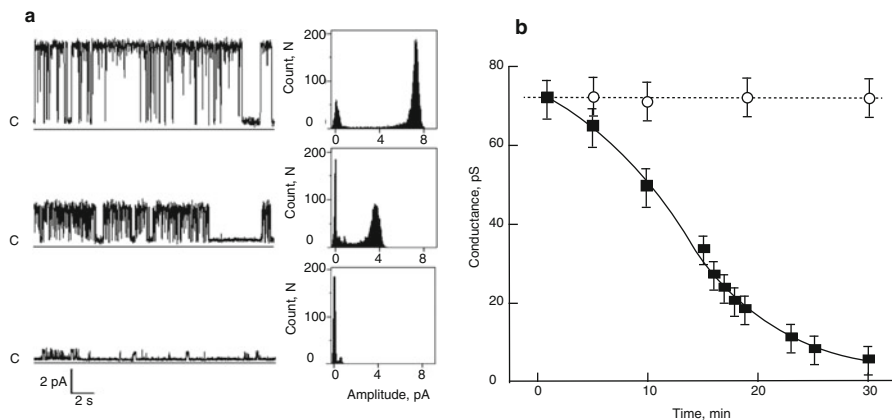 a
C
C
C
2 pA
2 s
Count, N
200
100
0
0 4 8
Count, N
200
100
0
0 4 8
Count, N
200
100
0
0 4 8
Amplitude, pA
b
Conductance, pS
80
60
40
20
00
0 10 20 30
Time, min